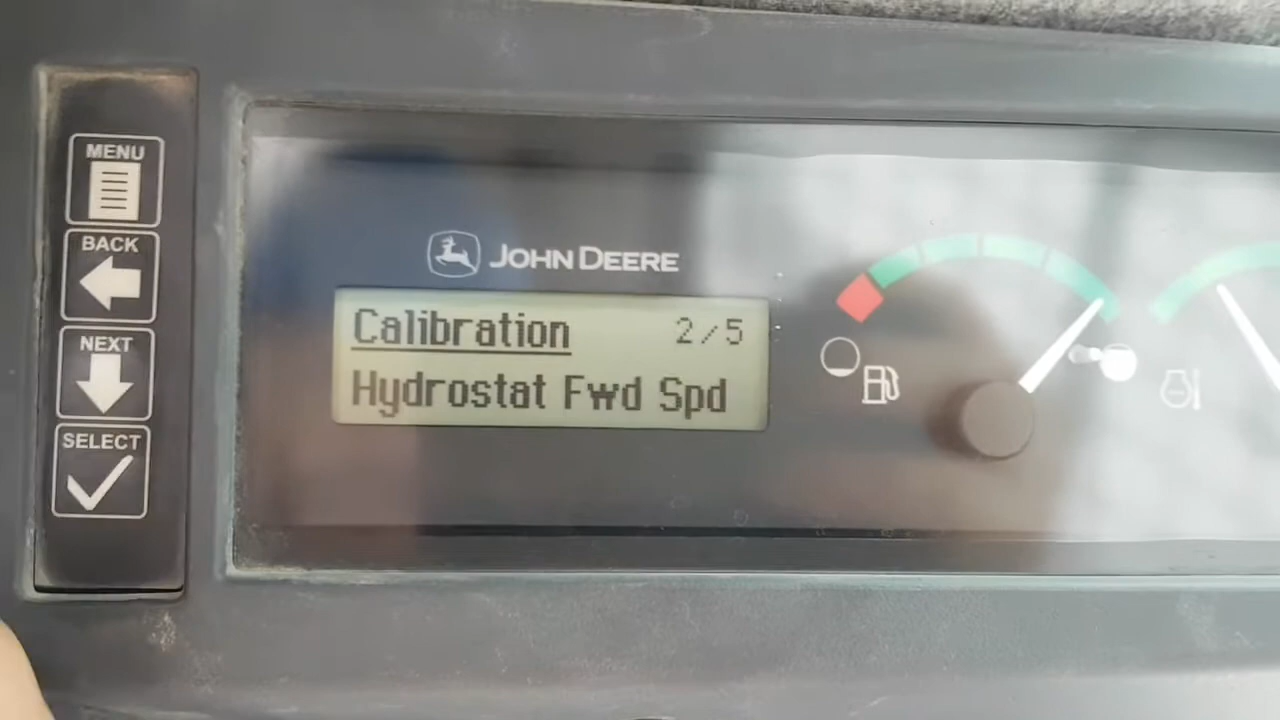 MENU
BACK
NEXT
SELECT
JOHN DEERE
Calibration 2/5
Hydrostat Fwd Spd